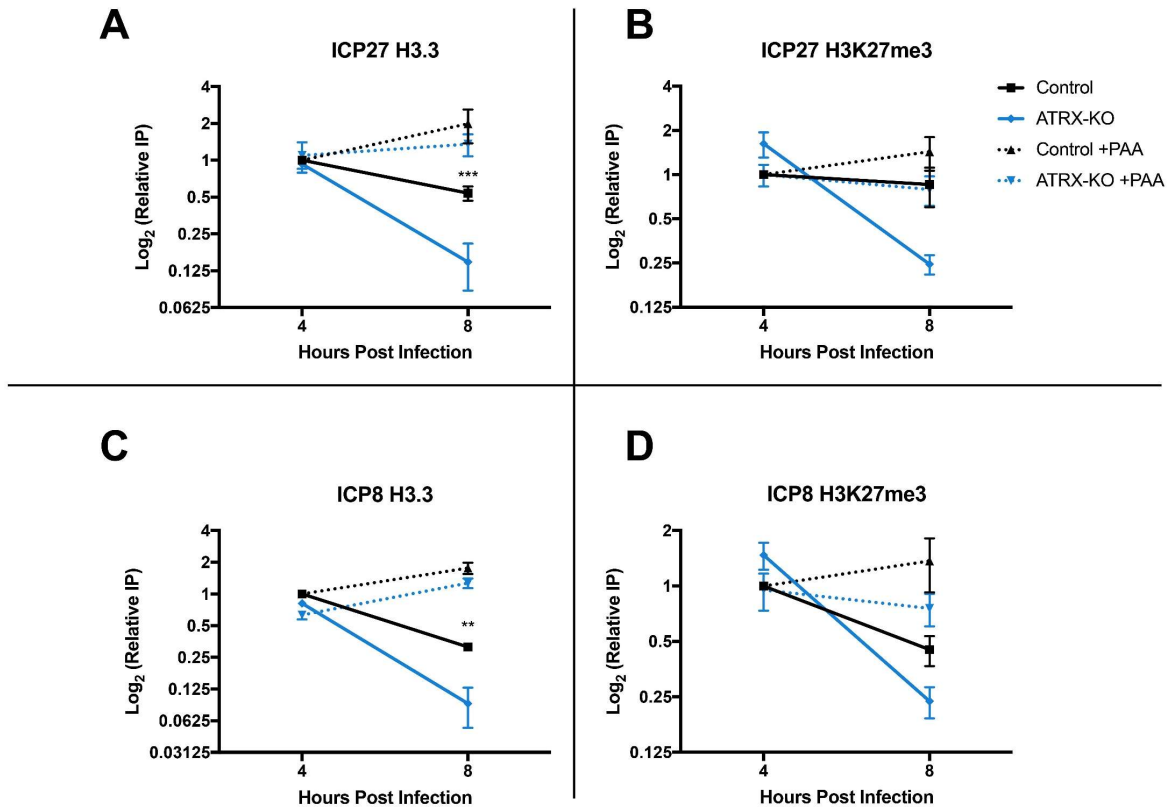 A
ICP27 H3.3
Log2 (Relative IP)
4
2
1
0.5
0.25
0.125
0.0625
***
4
8
Hours Post Infection
B
ICP27 H3K27me3
Log2 (Relative IP)
4
2
1
0.5
0.25
0.125
4
8
Hours Post Infection
Control
ATRX-KO
Control +PAA
ATRX-KO +PAA
C
ICP8 H3.3
Log2 (Relative IP)
4
2
1
0.5
0.25
0.125
0.0625
0.03125
**
4
8
Hours Post Infection
D
ICP8 H3K27me3
Log2 (Relative IP)
2
1
0.5
0.25
0.125
4
8
Hours Post Infection